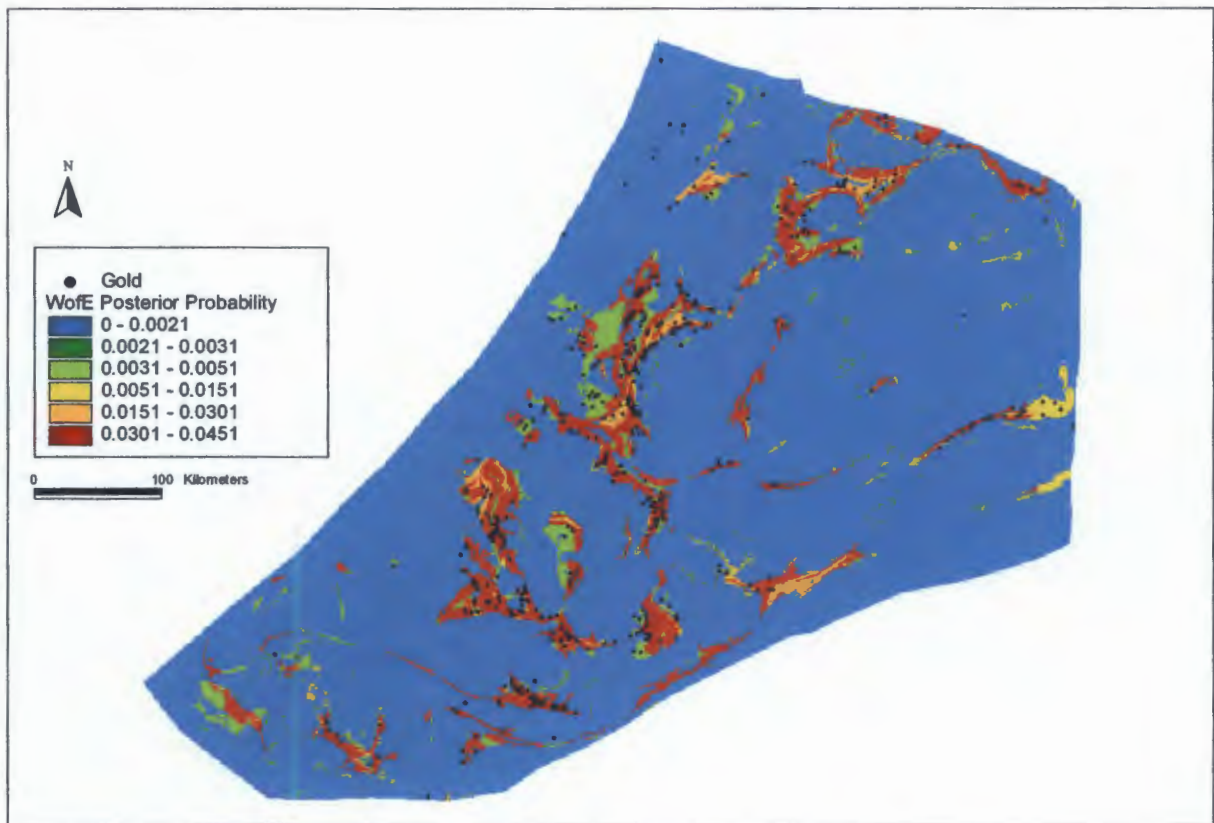 N
Gold
WofE Posterior Probability
0 - 0.0021
0.0021 - 0.0031
0.0031 - 0.0051
0.0051 - 0.0151
0.0151 - 0.0301
0.0301 - 0.0451
0 100 Kilometers